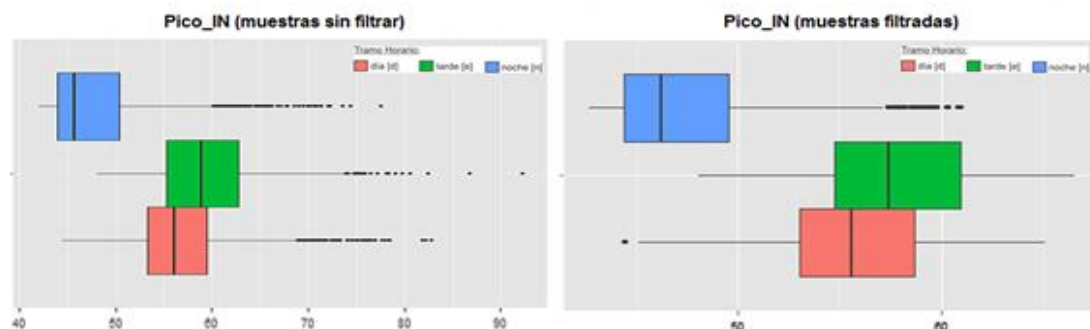 Pico_IN (muestras sin filtrar)
Tramo Horario:
día [d] tarde [e] noche [n]
40 50 60 70 80 90
Pico_IN (muestras filtradas)
Tramo Horario:
día [d] tarde [e] noche [n]
50 60